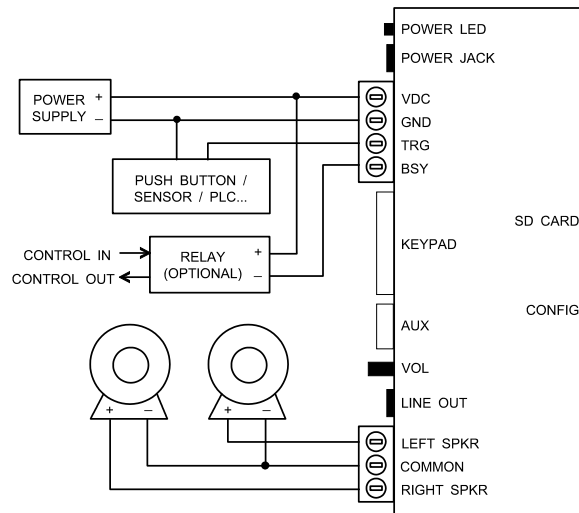 POWER LED
POWER JACK
POWER
SUPPLY
+
–
VDC
GND
TRG
BSY
PUSH BUTTON /
SENSOR / PLC...
SD CARD
CONTROL IN
CONTROL OUT
RELAY
(OPTIONAL)
+
–
KEYPAD
CONFIG
AUX
VOL
LINE OUT
+ –
+ –
LEFT SPKR
COMMON
RIGHT SPKR